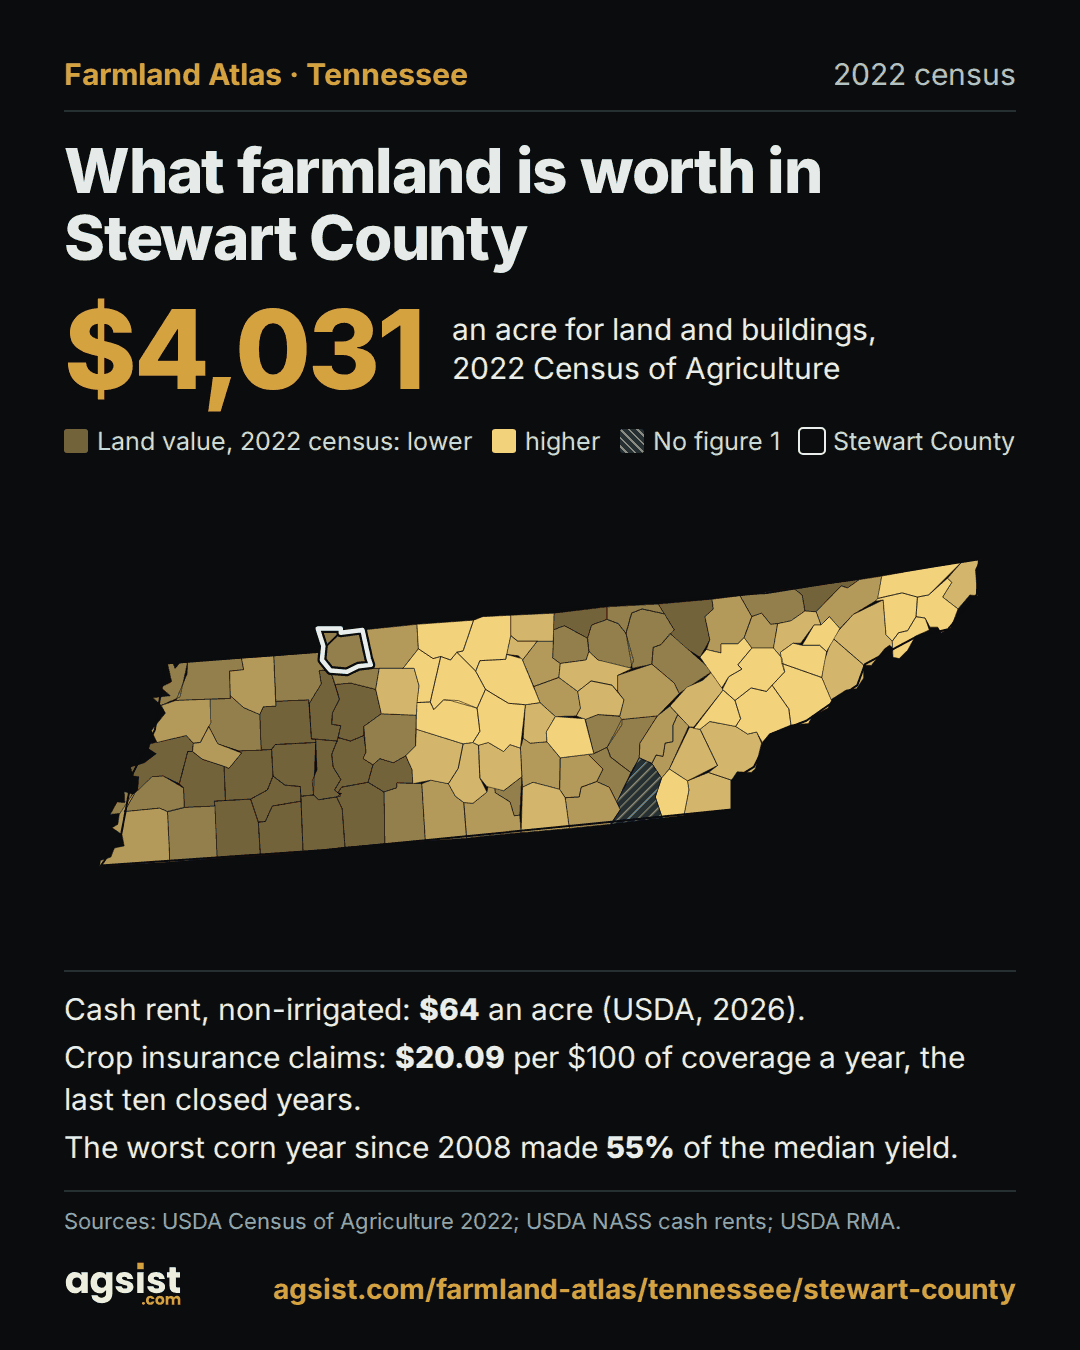 Farmland Atlas · Tennessee
2022 census
What farmland is worth in
Stewart County
$4,031
an acre for land and buildings,
2022 Census of Agriculture
Land value, 2022 census: lower
higher
No figure 1
Stewart County
Cash rent, non-irrigated: $64 an acre (USDA, 2026).
Crop insurance claims: $20.09 per $100 of coverage a year, the
last ten closed years.
The worst corn year since 2008 made 55% of the median yield.
Sources: USDA Census of Agriculture 2022; USDA NASS cash rents; USDA RMA.
agsist
.com
agsist.com/farmland-atlas/tennessee/stewart-county